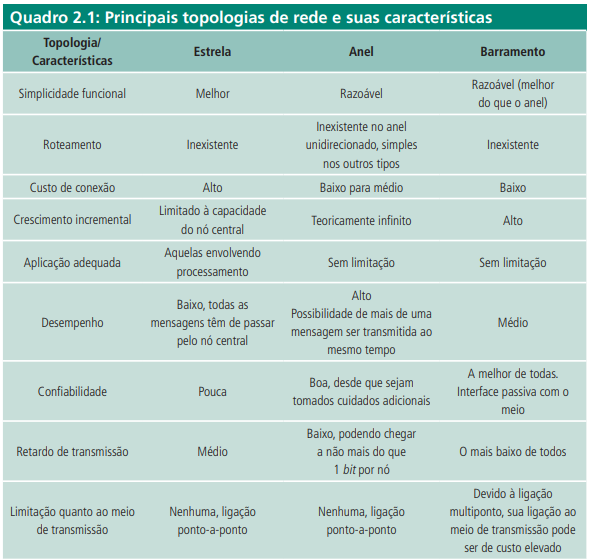 Quadro 2.1: Principais topologias de rede e suas características
Topologia/
Características
Estrela
Anel
Barramento
Simplicidade funcional
Melhor
Razoável
Razoável (melhor
do que o anel)
Roteamento
Inexistente
Inexistente no anel
unidirecionado, simples
nos outros tipos
Inexistente
Custo de conexão
Alto
Baixo para médio
Baixo
Crescimento incremental
Limitado à capacidade
do nó central
Teoricamente infinito
Alto
Aplicação adequada
Aquelas envolvendo
processamento
Sem limitação
Sem limitação
Desempenho
Baixo, todas as
mensagens têm de passar
pelo nó central
Alto
Possibilidade de mais de uma
mensagem ser transmitida ao
mesmo tempo
Médio
Confiabilidade
Pouca
Boa, desde que sejam
tomados cuidados adicionais
A melhor de todas.
Interface passiva com o
meio
Retardo de transmissão
Médio
Baixo, podendo chegar
a não mais do que
1 bit por nó
O mais baixo de todos
Limitação quanto ao meio
de transmissão
Nenhuma, ligação
ponto-a-ponto
Nenhuma, ligação
ponto-a-ponto
Devido à ligação
multiponto, sua ligação ao
meio de transmissão pode
ser de custo elevado